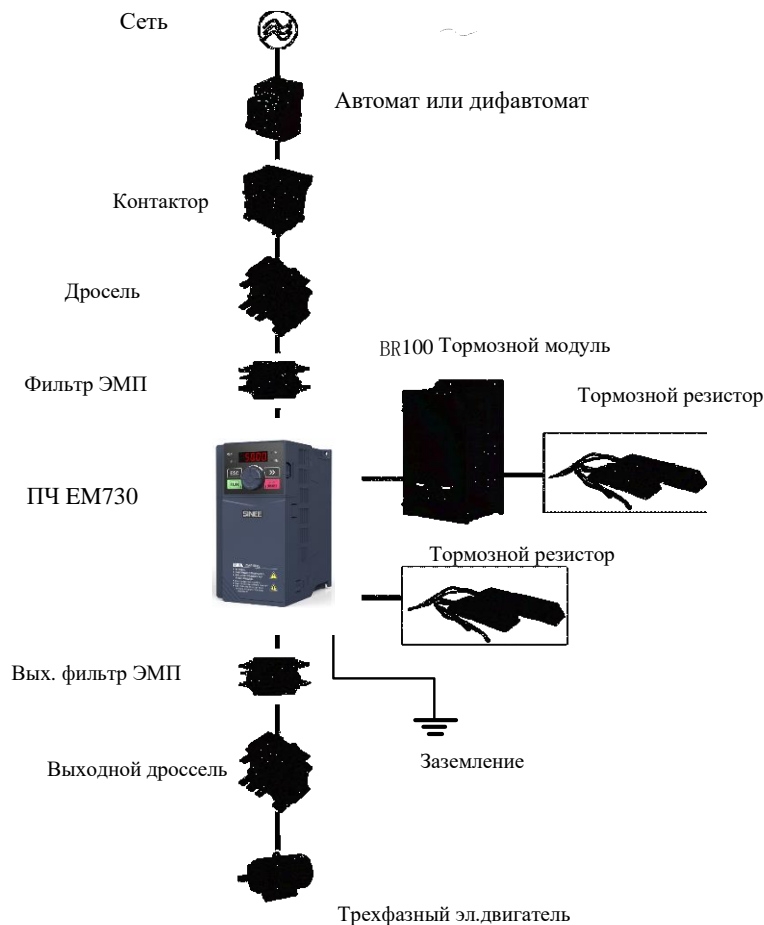 Сеть
Автомат или дифавтомат
Контактор
Дросель
BR100 Тормозной модуль
Фильтр ЭМП
Тормозной резистор
ПЧ EM730
SINEE
Тормозной резистор
Вых. фильтр ЭМП
Заземление
Выходной дроссель
Трехфазный эл.двигатель